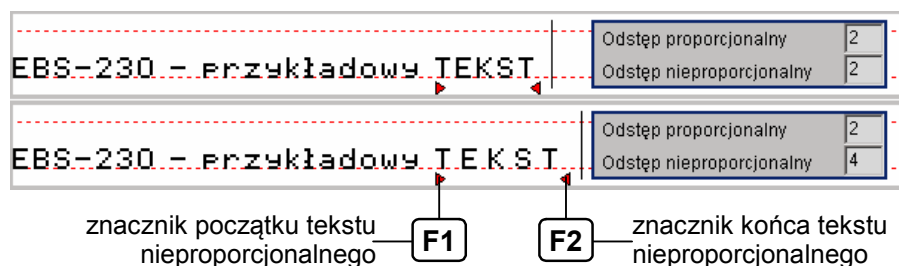 EBS-230 - przykładowy TEKST
Odstęp proporcjonalny 2
Odstęp nieproporcjonalny 2
EBS-230 - przykładowy TEKST
Odstęp proporcjonalny 2
Odstęp nieproporcjonalny 4
znacznik początku tekstu
nieproporcjonalnego
F1
F2
znacznik końca tekstu
nieproporcjonalnego